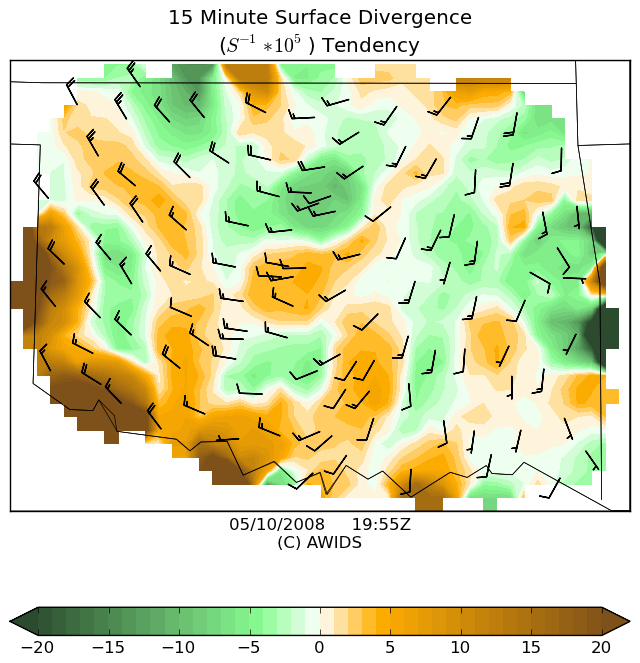 15 Minute Surface Divergence
(S⁻¹ * 10⁵ ) Tendency
05/10/2008 19:55Z
(C) AWIDS
−20 −15 −10 −5 0 5 10 15 20